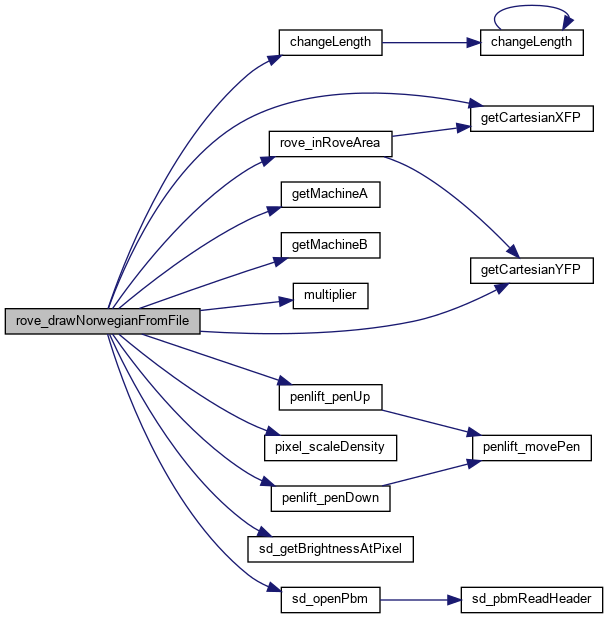 changeLength
changeLength
getCartesianXFP
rove_inRoveArea
getMachineA
getMachineB
getCartesianYFP
multiplier
rove_drawNorwegianFromFile
penlift_penUp
pixel_scaleDensity
penlift_movePen
penlift_penDown
sd_getBrightnessAtPixel
sd_openPbm
sd_pbmReadHeader